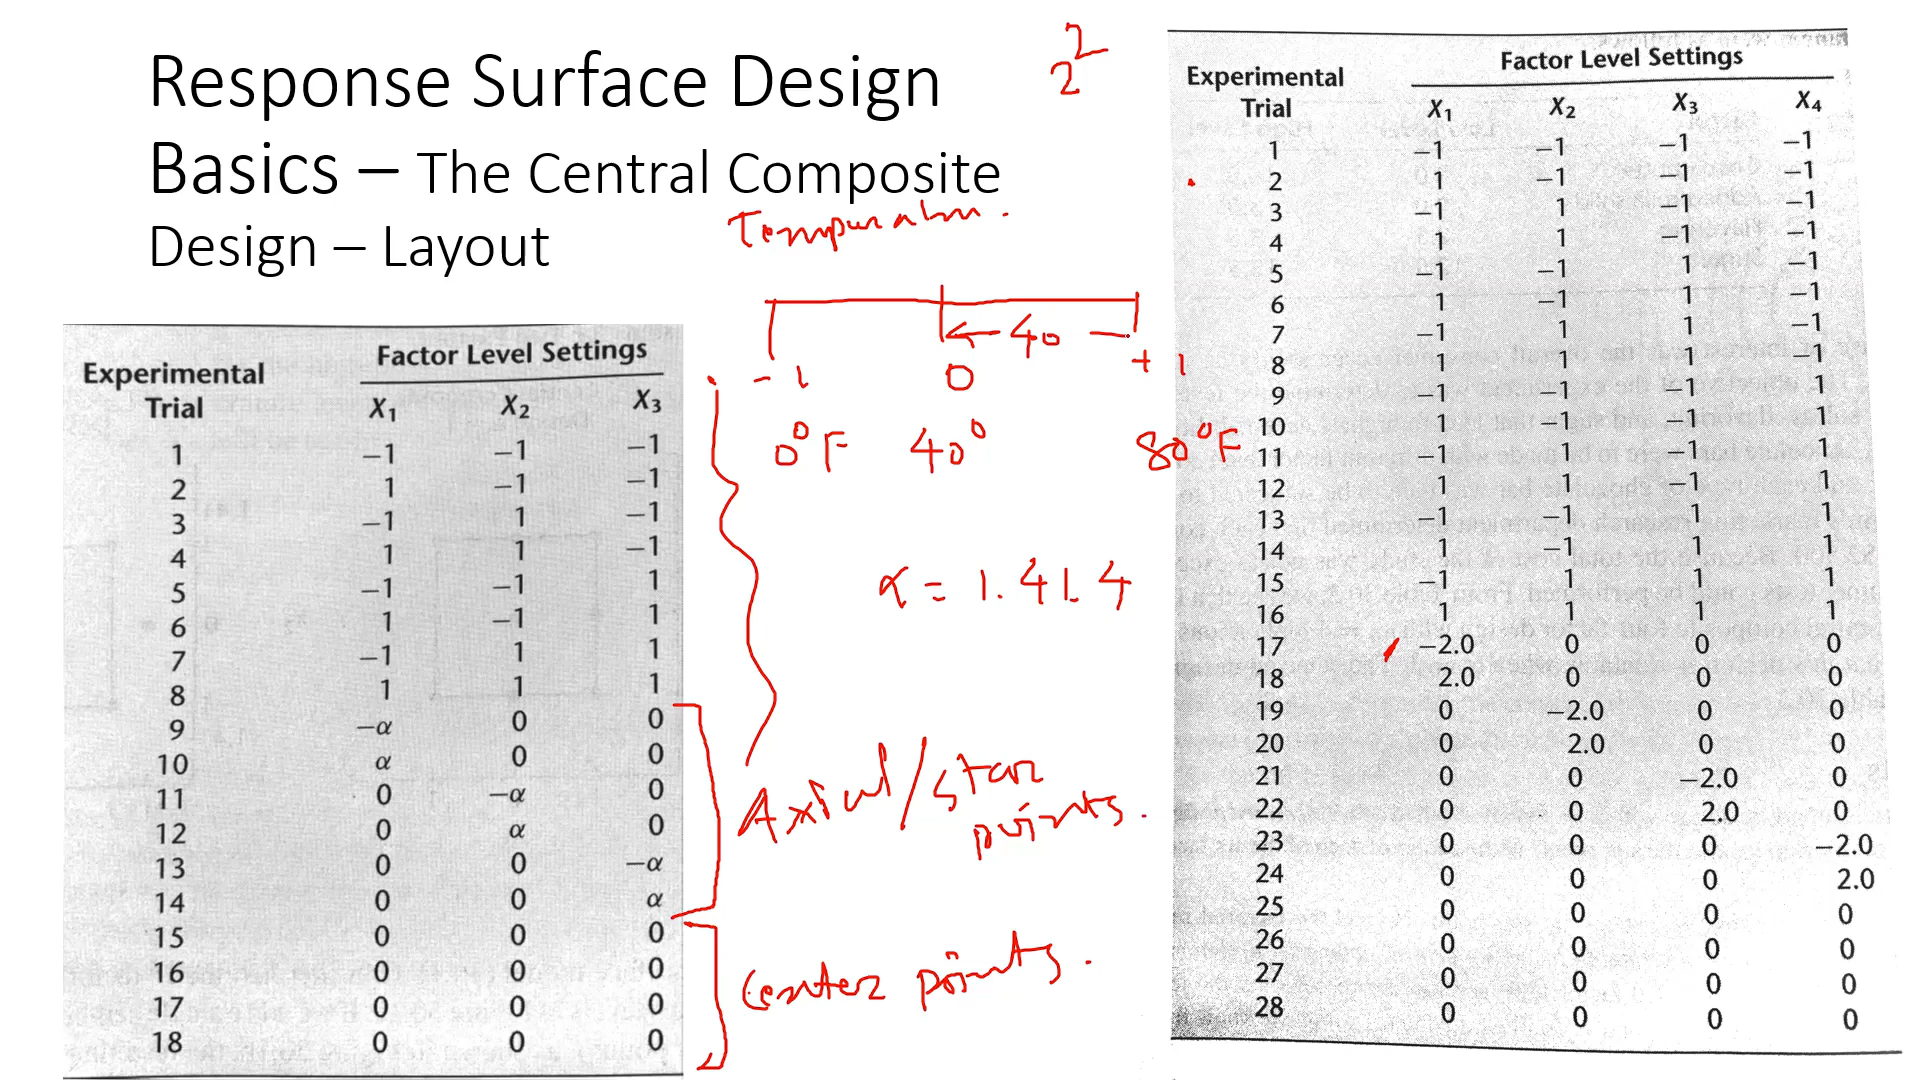 Response Surface Design
Basics – The Central Composite
Design – Layout
2²
Temperature.
-1 0 +1
← 40 —
0°F 40° 80°F
α = 1.414
Axial/star
points.
Center points.
Experimental Factor Level Settings
Trial X₁ X₂ X₃
1 −1 −1 −1
2 1 −1 −1
3 −1 1 −1
4 1 1 −1
5 −1 −1 1
6 1 −1 1
7 −1 1 1
8 1 1 1
9 −α 0 0
10 α 0 0
11 0 −α 0
12 0 α 0
13 0 0 −α
14 0 0 α
15 0 0 0
16 0 0 0
17 0 0 0
18 0 0 0
Experimental Factor Level Settings
Trial X₁ X₂ X₃ X₄
1 −1 −1 −1 −1
2 1 −1 −1 −1
3 −1 1 −1 −1
4 1 1 −1 −1
5 −1 −1 1 −1
6 1 −1 1 −1
7 −1 1 1 −1
8 1 1 1 1
9 −1 −1 −1 1
10 1 −1 −1 1
11 −1 1 1 1
12 1 1 −1 1
13 −1 −1 1 1
14 1 −1 1 1
15 −1 1 1 1
16 1 1 1 1
17 −2.0 0 0 0
18 2.0 0 0 0
19 0 −2.0 0 0
20 0 2.0 0 0
21 0 0 −2.0 0
22 0 0 2.0 0
23 0 0 0 −2.0
24 0 0 0 2.0
25 0 0 0 0
26 0 0 0 0
27 0 0 0 0
28 0 0 0 0